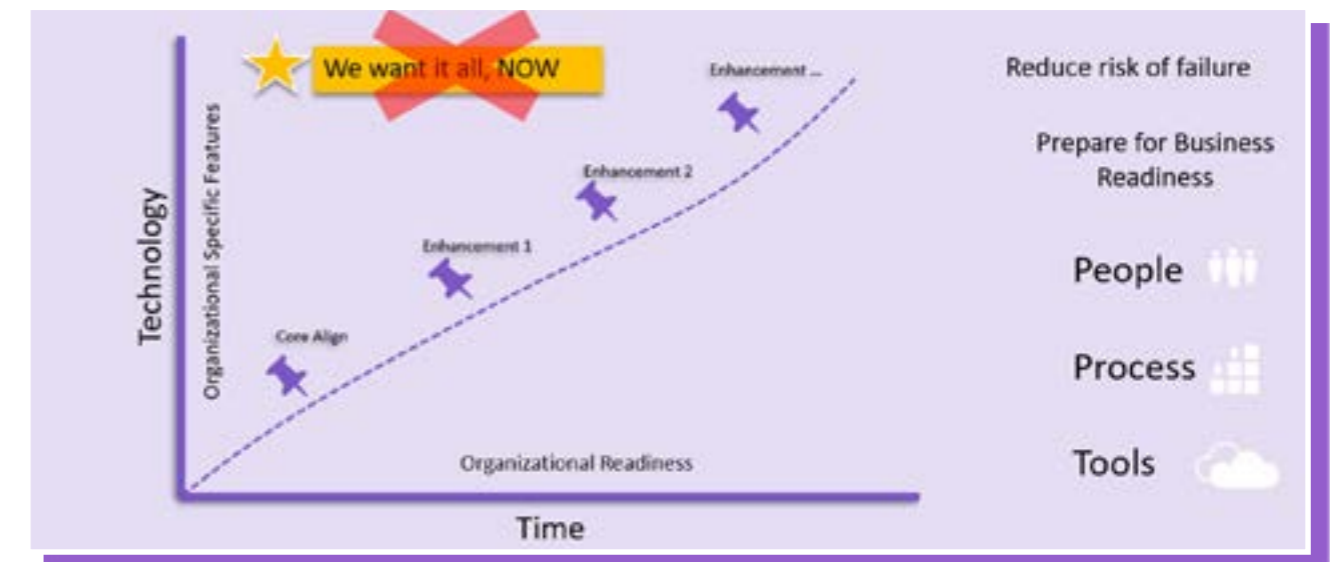 We want it all, NOW
Enhancement ...
Enhancement 2
Enhancement 1
Core Align
Technology
Organizational Specific Features
Organizational Readiness
Time
Reduce risk of failure
Prepare for Business
Readiness
People
Process
Tools